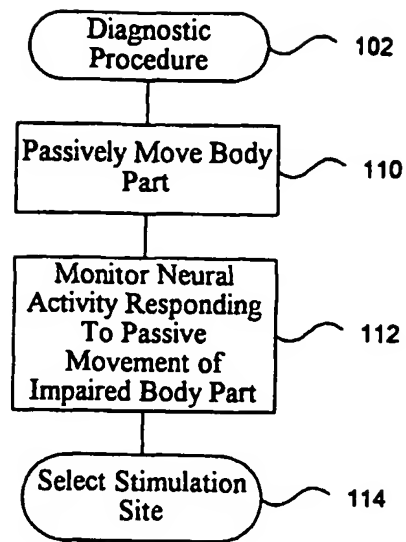 Diagnostic
Procedure
102
Passively Move Body
Part
110
Monitor Neural
Activity Responding
To Passive
Movement of
Impaired Body Part
112
Select Stimulation
Site
114